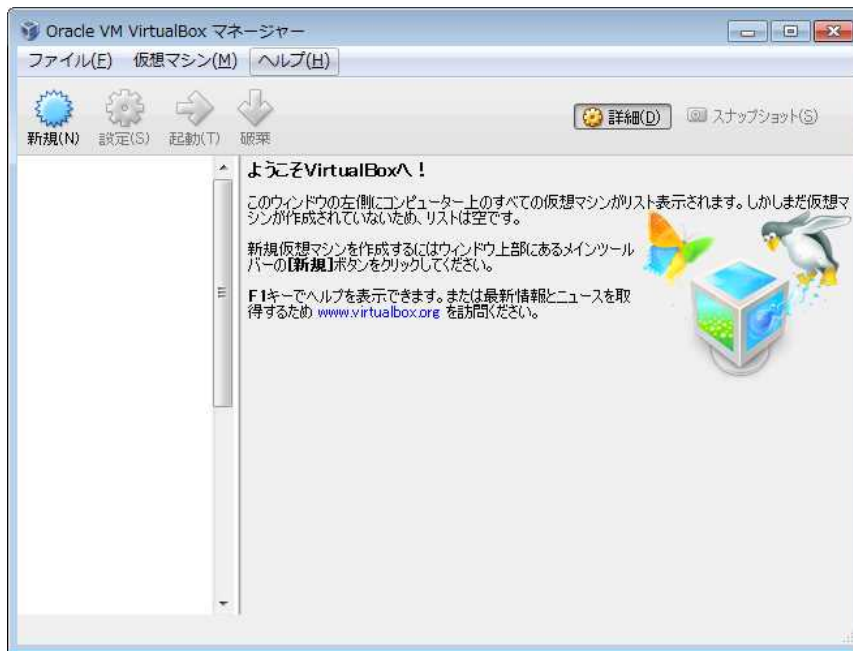 Oracle VM VirtualBox マネージャー
ファイル(F) 仮想マシン(M) ヘルプ(H)
新規(N) 設定(S) 起動(T) 破棄
詳細(D) スナップショット(S)
ようこそVirtualBoxへ！
このウィンドウの左側にコンピューター上のすべての仮想マシンがリスト表示されます。しかしまだ仮想マ
シンが作成されていないため、リストは空です。
新規仮想マシンを作成するにはウィンドウ上部にあるメインツール
バーの[新規]ボタンをクリックしてください。
F1キーでヘルプを表示できます。または最新情報とニュースを取
得するため www.virtualbox.org を訪問ください。